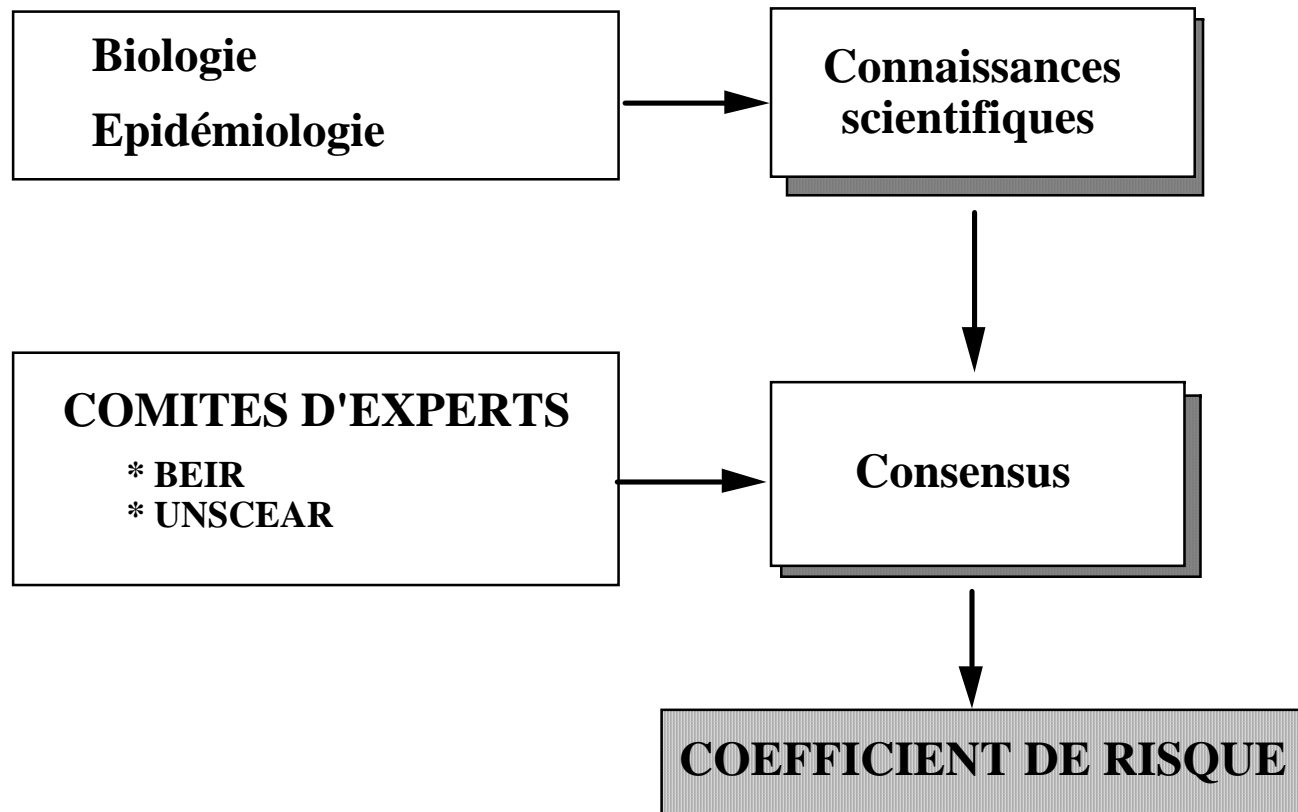 Biologie
Epidémiologie
Connaissances
scientifiques
COMITES D'EXPERTS
* BEIR
* UNSCEAR
Consensus
COEFFICIENT DE RISQUE